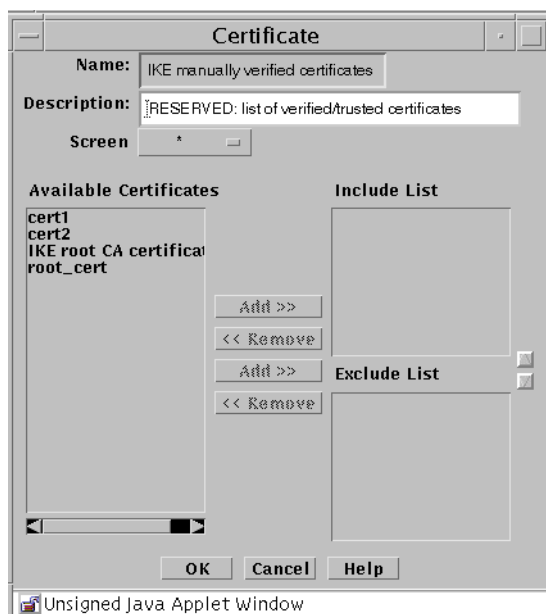 Certificate
Name: IKE manually verified certificates
Description: RESERVED: list of verified/trusted certificates
Screen *
Available Certificates
cert1
cert2
IKE root CA certificat
root_cert
Include List
Add >>
<< Remove
Add >>
<< Remove
Exclude List
OK Cancel Help
Unsigned Java Applet Window